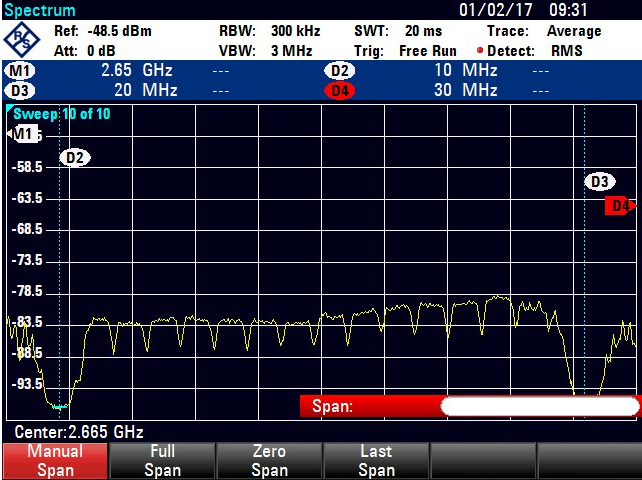 Spectrum 01/02/17 09:31
R&S Ref: -48.5 dBm RBW: 300 kHz SWT: 20 ms Trace: Average
Att: 0 dB VBW: 3 MHz Trig: Free Run Detect: RMS
M1 2.65 GHz --- D2 10 MHz ---
D3 20 MHz --- D4 30 MHz ---
Sweep 10 of 10
M1
D2
-58.5
D3
-63.5
D4
-68.5
-73.5
-78.5
-83.5
-88.5
-93.5
Span:
Center:2.665 GHz
Manual Span
Full Span
Zero Span
Last Span